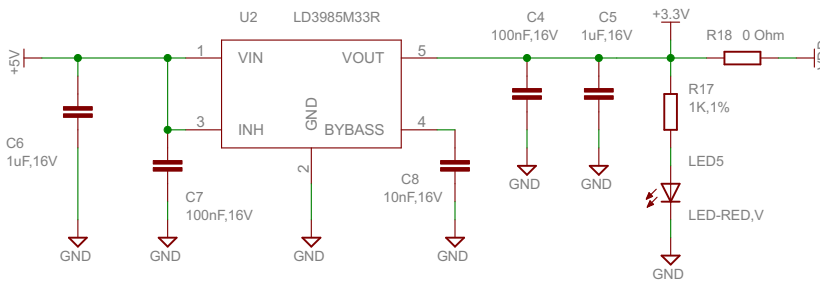 U2 LD3985M33R
+5V
1 VIN
VOUT 5
3 INH
GND
BYBASS 4
2
C6
1uF,16V
C7
100nF,16V
C8
10nF,16V
C4
100nF,16V
C5
1uF,16V
+3.3V
R18 0 Ohm
R17
1K,1%
LED5
LED-RED,V
GND
GND
GND
GND
GND
GND
GND